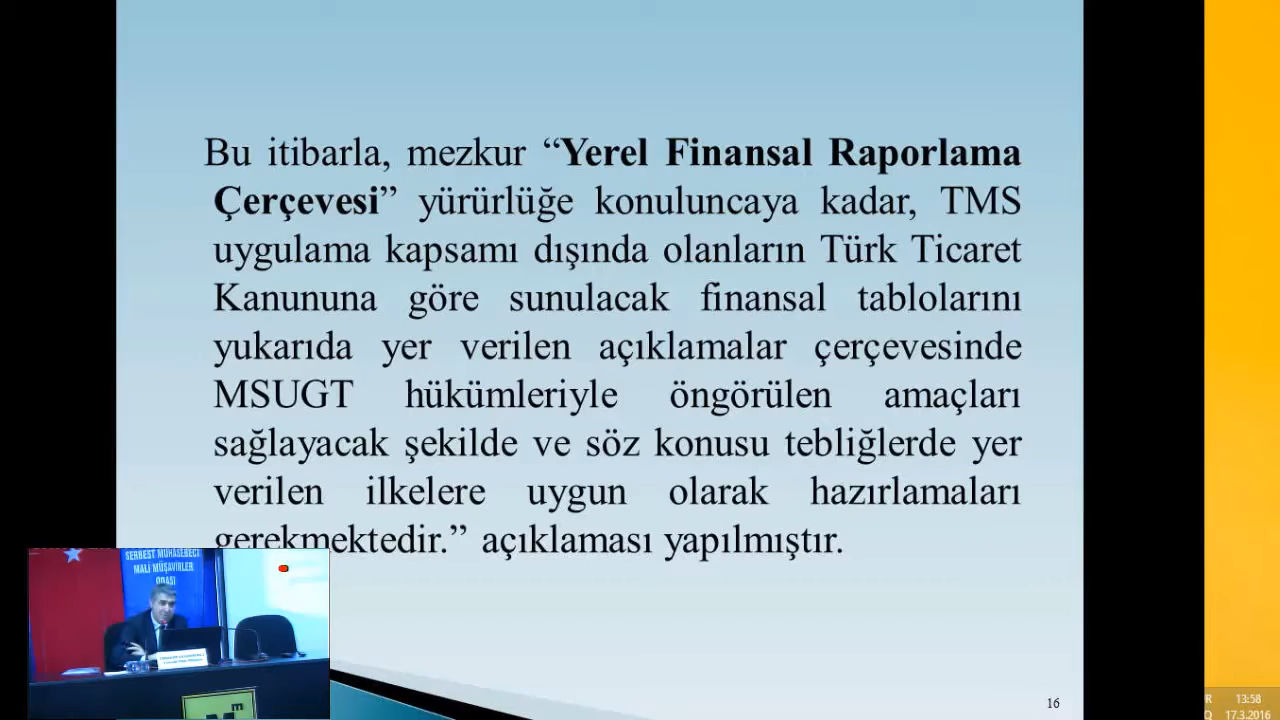 Bu itibarla, mezkur “Yerel Finansal Raporlama
Çerçevesi” yürürlüğe konuluncaya kadar, TMS
uygulama kapsamı dışında olanların Türk Ticaret
Kanununa göre sunulacak finansal tablolarını
yukarıda yer verilen açıklamalar çerçevesinde
MSUGT hükümleriyle öngörülen amaçları
sağlayacak şekilde ve söz konusu tebliğlerde yer
verilen ilkelere uygun olarak hazırlamaları
gerekmektedir.” açıklaması yapılmıştır.
SERBEST MUHASEBECİ
MALİ MÜŞAVİRLER
ODASI
16
13:58
17.3.2016